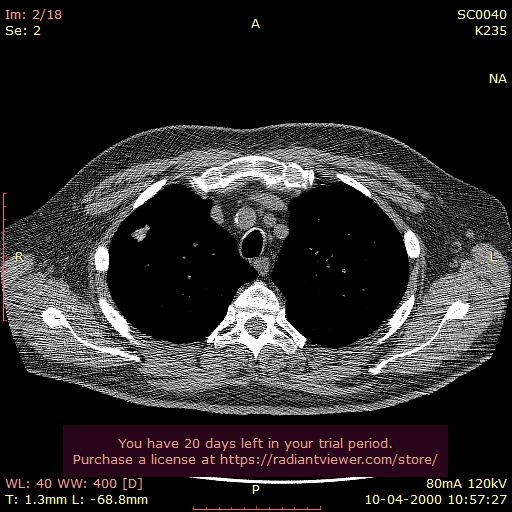 Im: 2/18
Se: 2
A
SC0040
K235
NA
R
L
You have 20 days left in your trial period.
Purchase a license at https://radiantviewer.com/store/
WL: 40 WW: 400 [D]
T: 1.3mm L: -68.8mm
P
80mA 120kV
10-04-2000 10:57:27